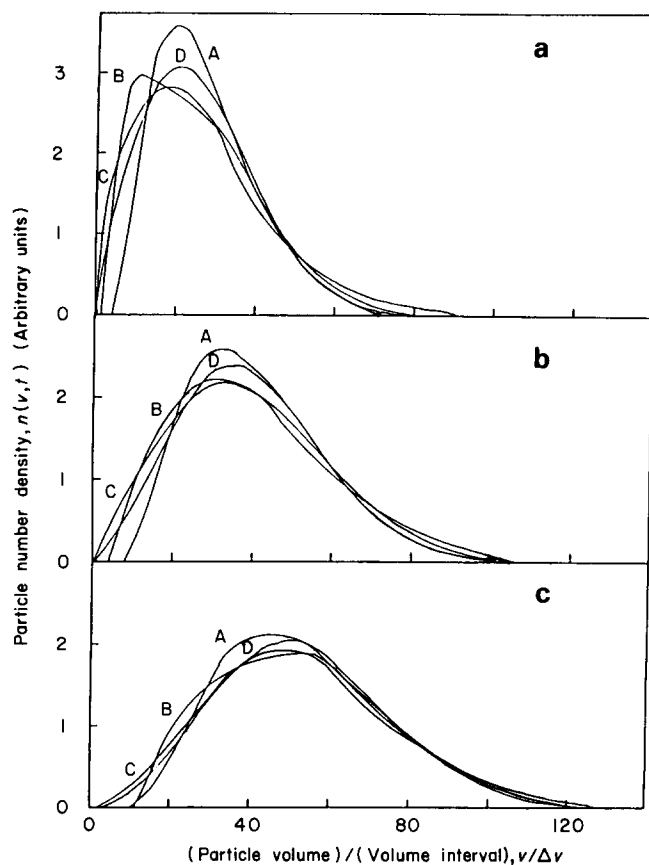 a
A
D
B
3
C
2
1
0
b
A
D
2
B
C
1
0
c
A
D
2
B
1
C
0
0 40 80 120
Particle number density, n(v,t) (Arbitrary units)
(Particle volume)/(Volume interval), v/Δv